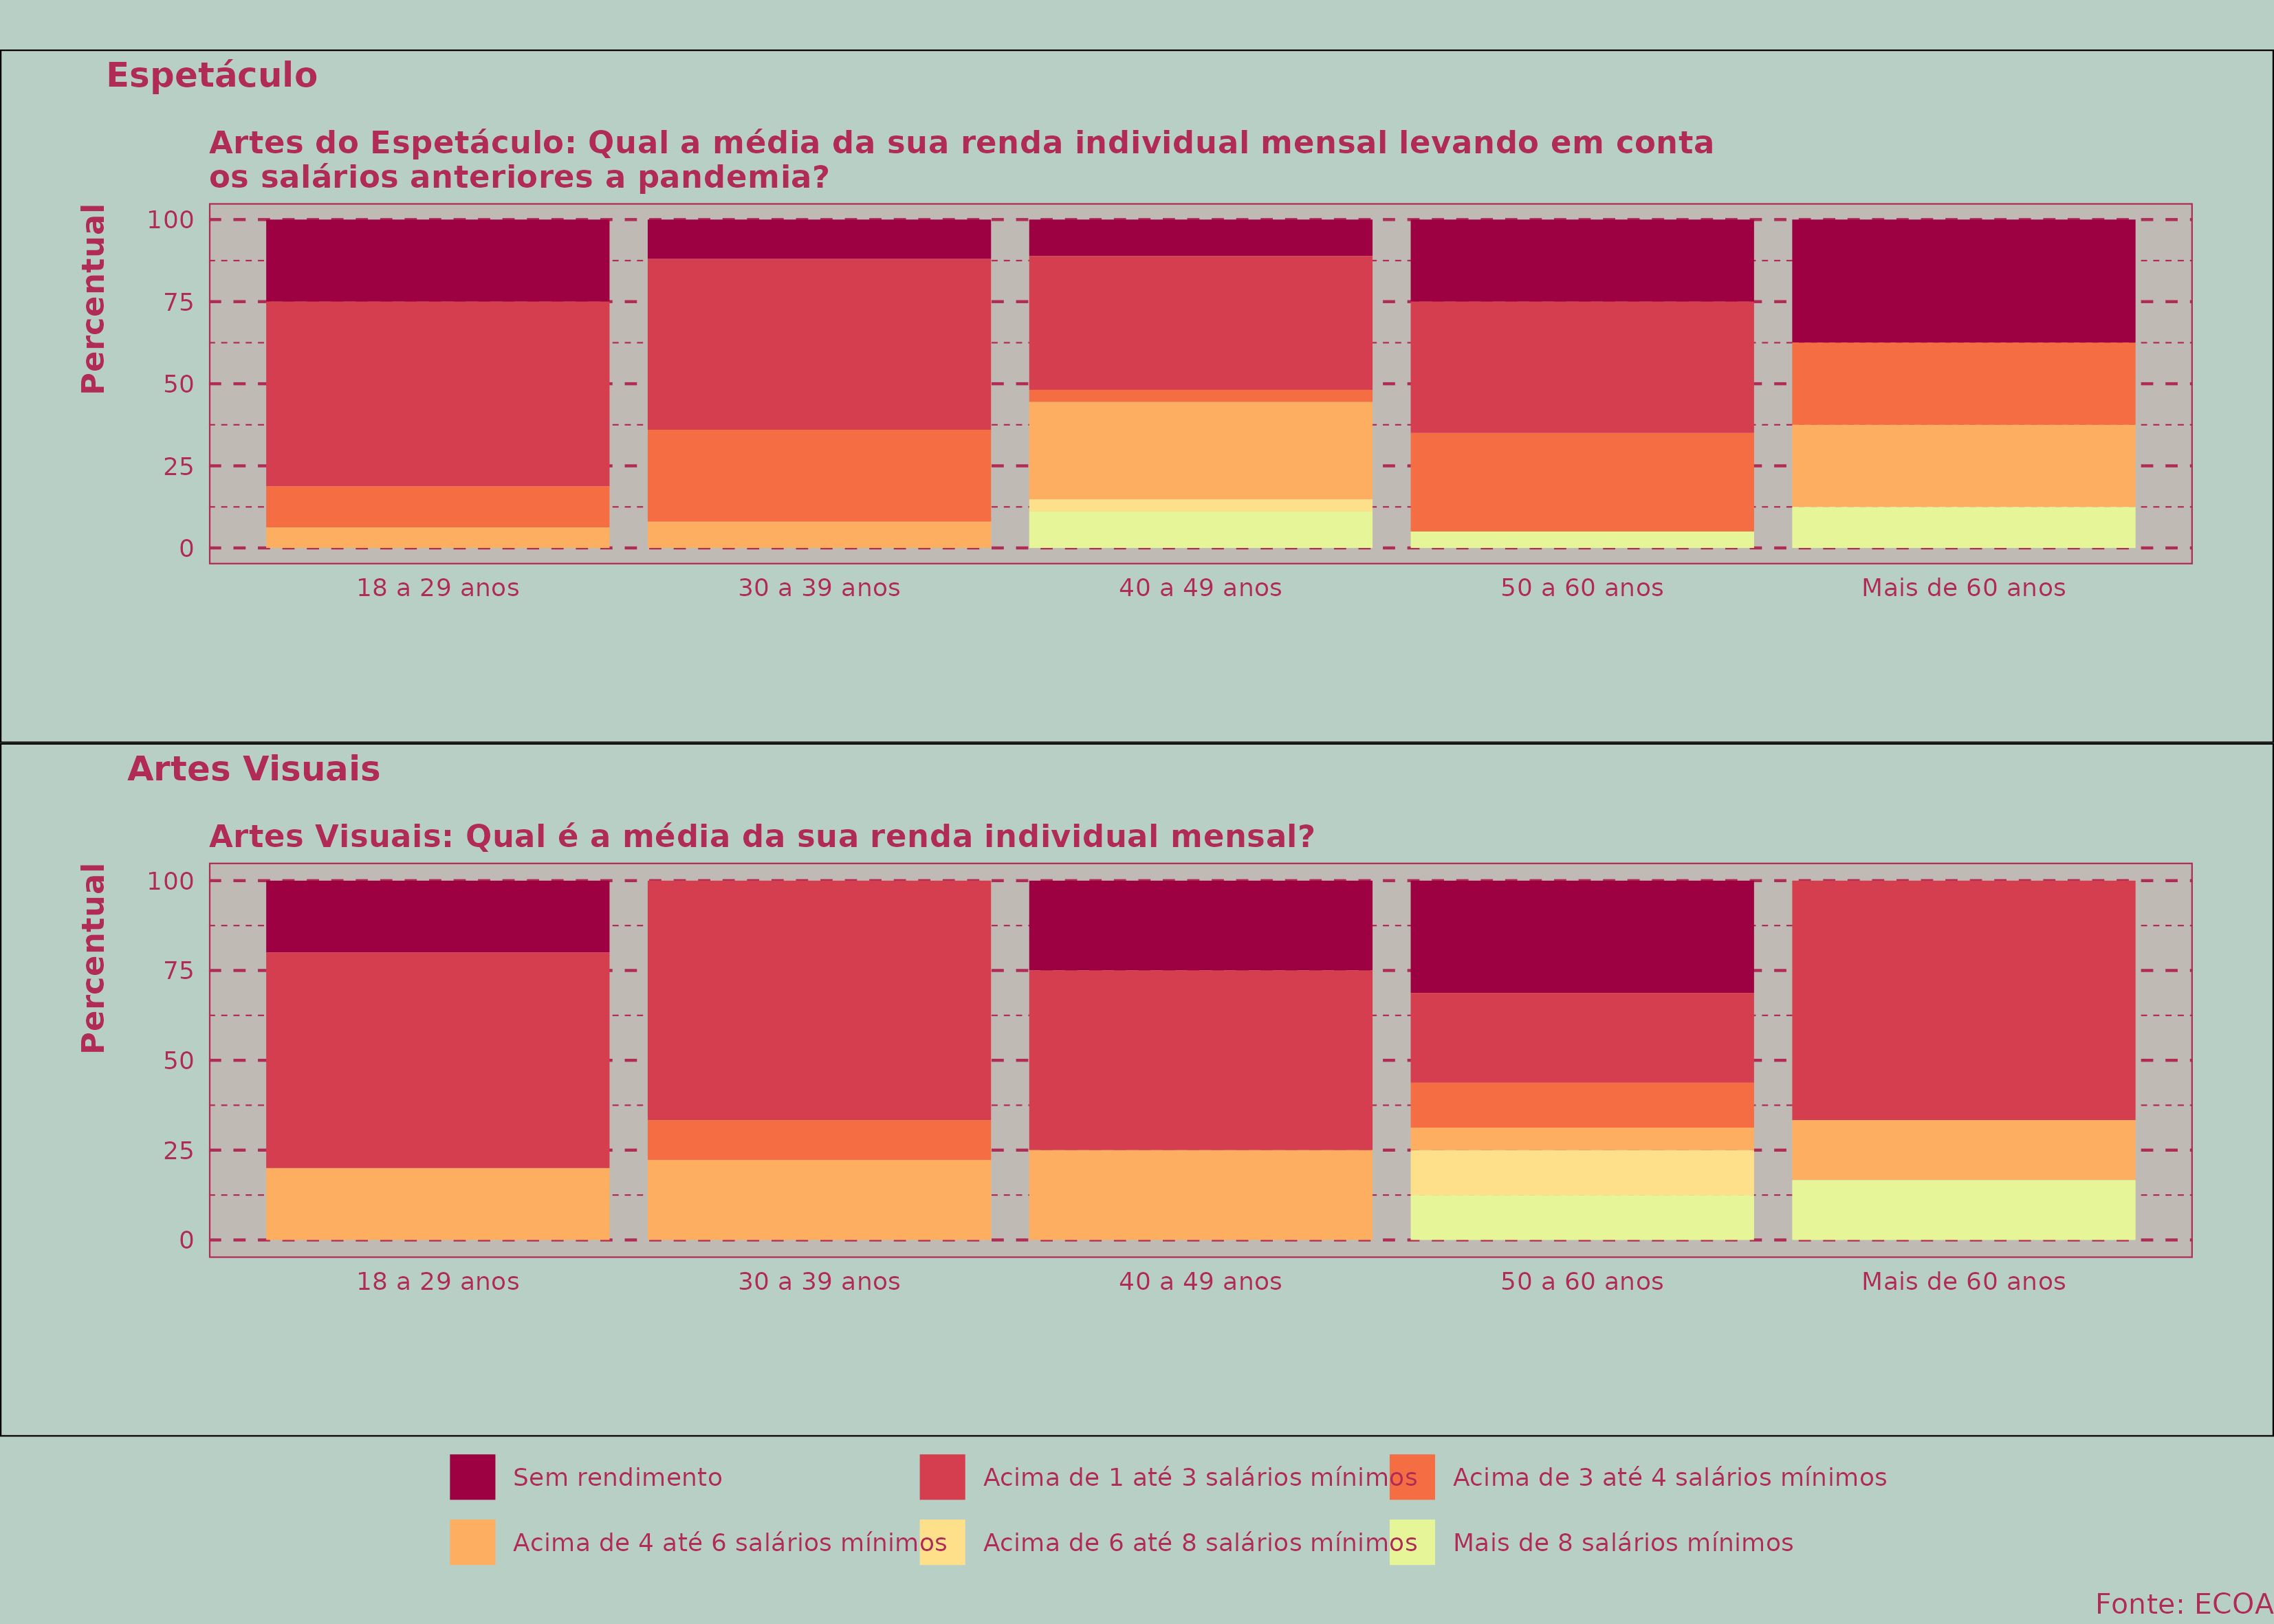 Espetáculo
Artes do Espetáculo: Qual a média da sua renda individual mensal levando em conta
os salários anteriores a pandemia?
Percentual
100
75
50
25
0
18 a 29 anos
30 a 39 anos
40 a 49 anos
50 a 60 anos
Mais de 60 anos
Artes Visuais
Artes Visuais: Qual é a média da sua renda individual mensal?
Percentual
100
75
50
25
0
18 a 29 anos
30 a 39 anos
40 a 49 anos
50 a 60 anos
Mais de 60 anos
Sem rendimento
Acima de 1 até 3 salários mínimos
Acima de 3 até 4 salários mínimos
Acima de 4 até 6 salários mínimos
Acima de 6 até 8 salários mínimos
Mais de 8 salários mínimos
Fonte: ECOA